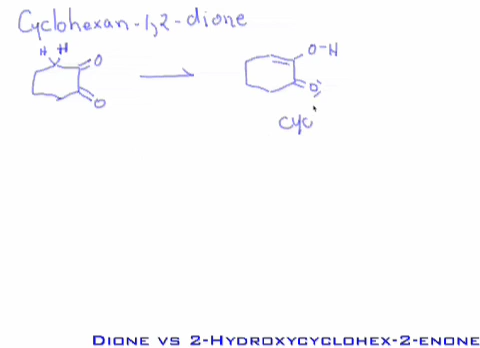 Cyclohexan-1,2-dione
H H
O
O-H
O
O
cyc
Dione vs 2-Hydroxycyclohex-2-enone